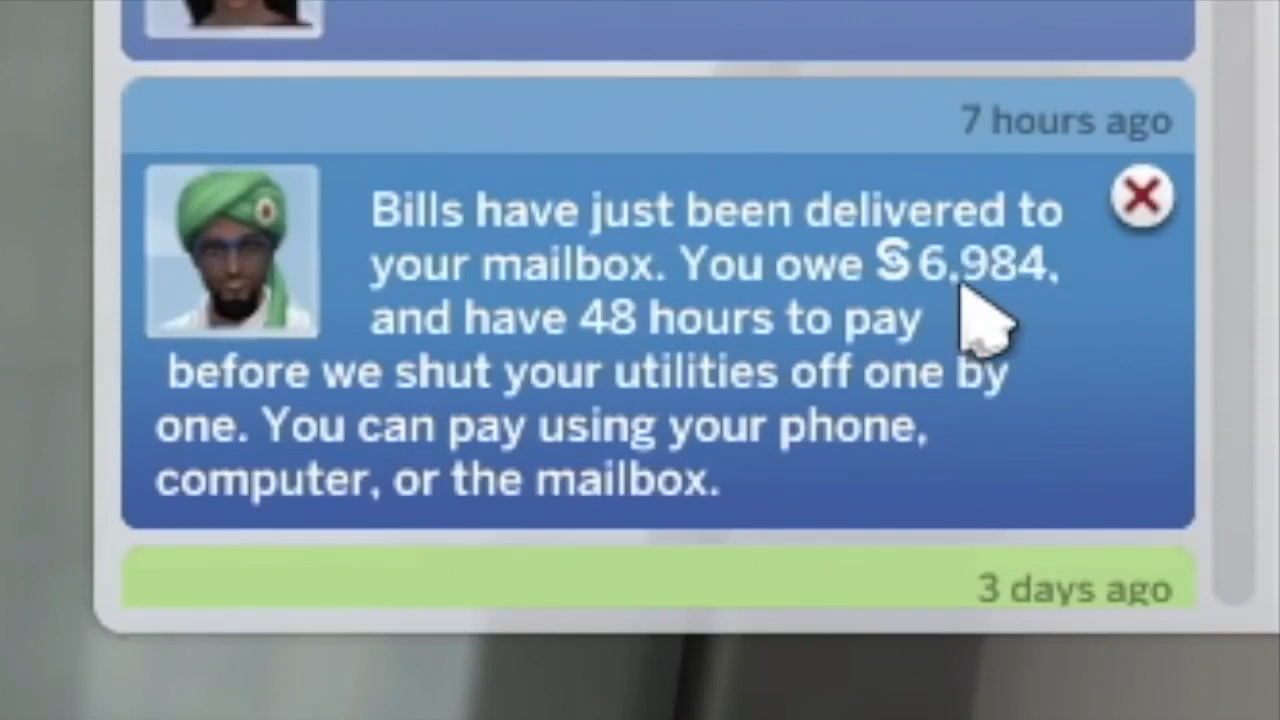 7 hours ago
Bills have just been delivered to
your mailbox. You owe §6,984,
and have 48 hours to pay
before we shut your utilities off one by
one. You can pay using your phone,
computer, or the mailbox.
3 days ago